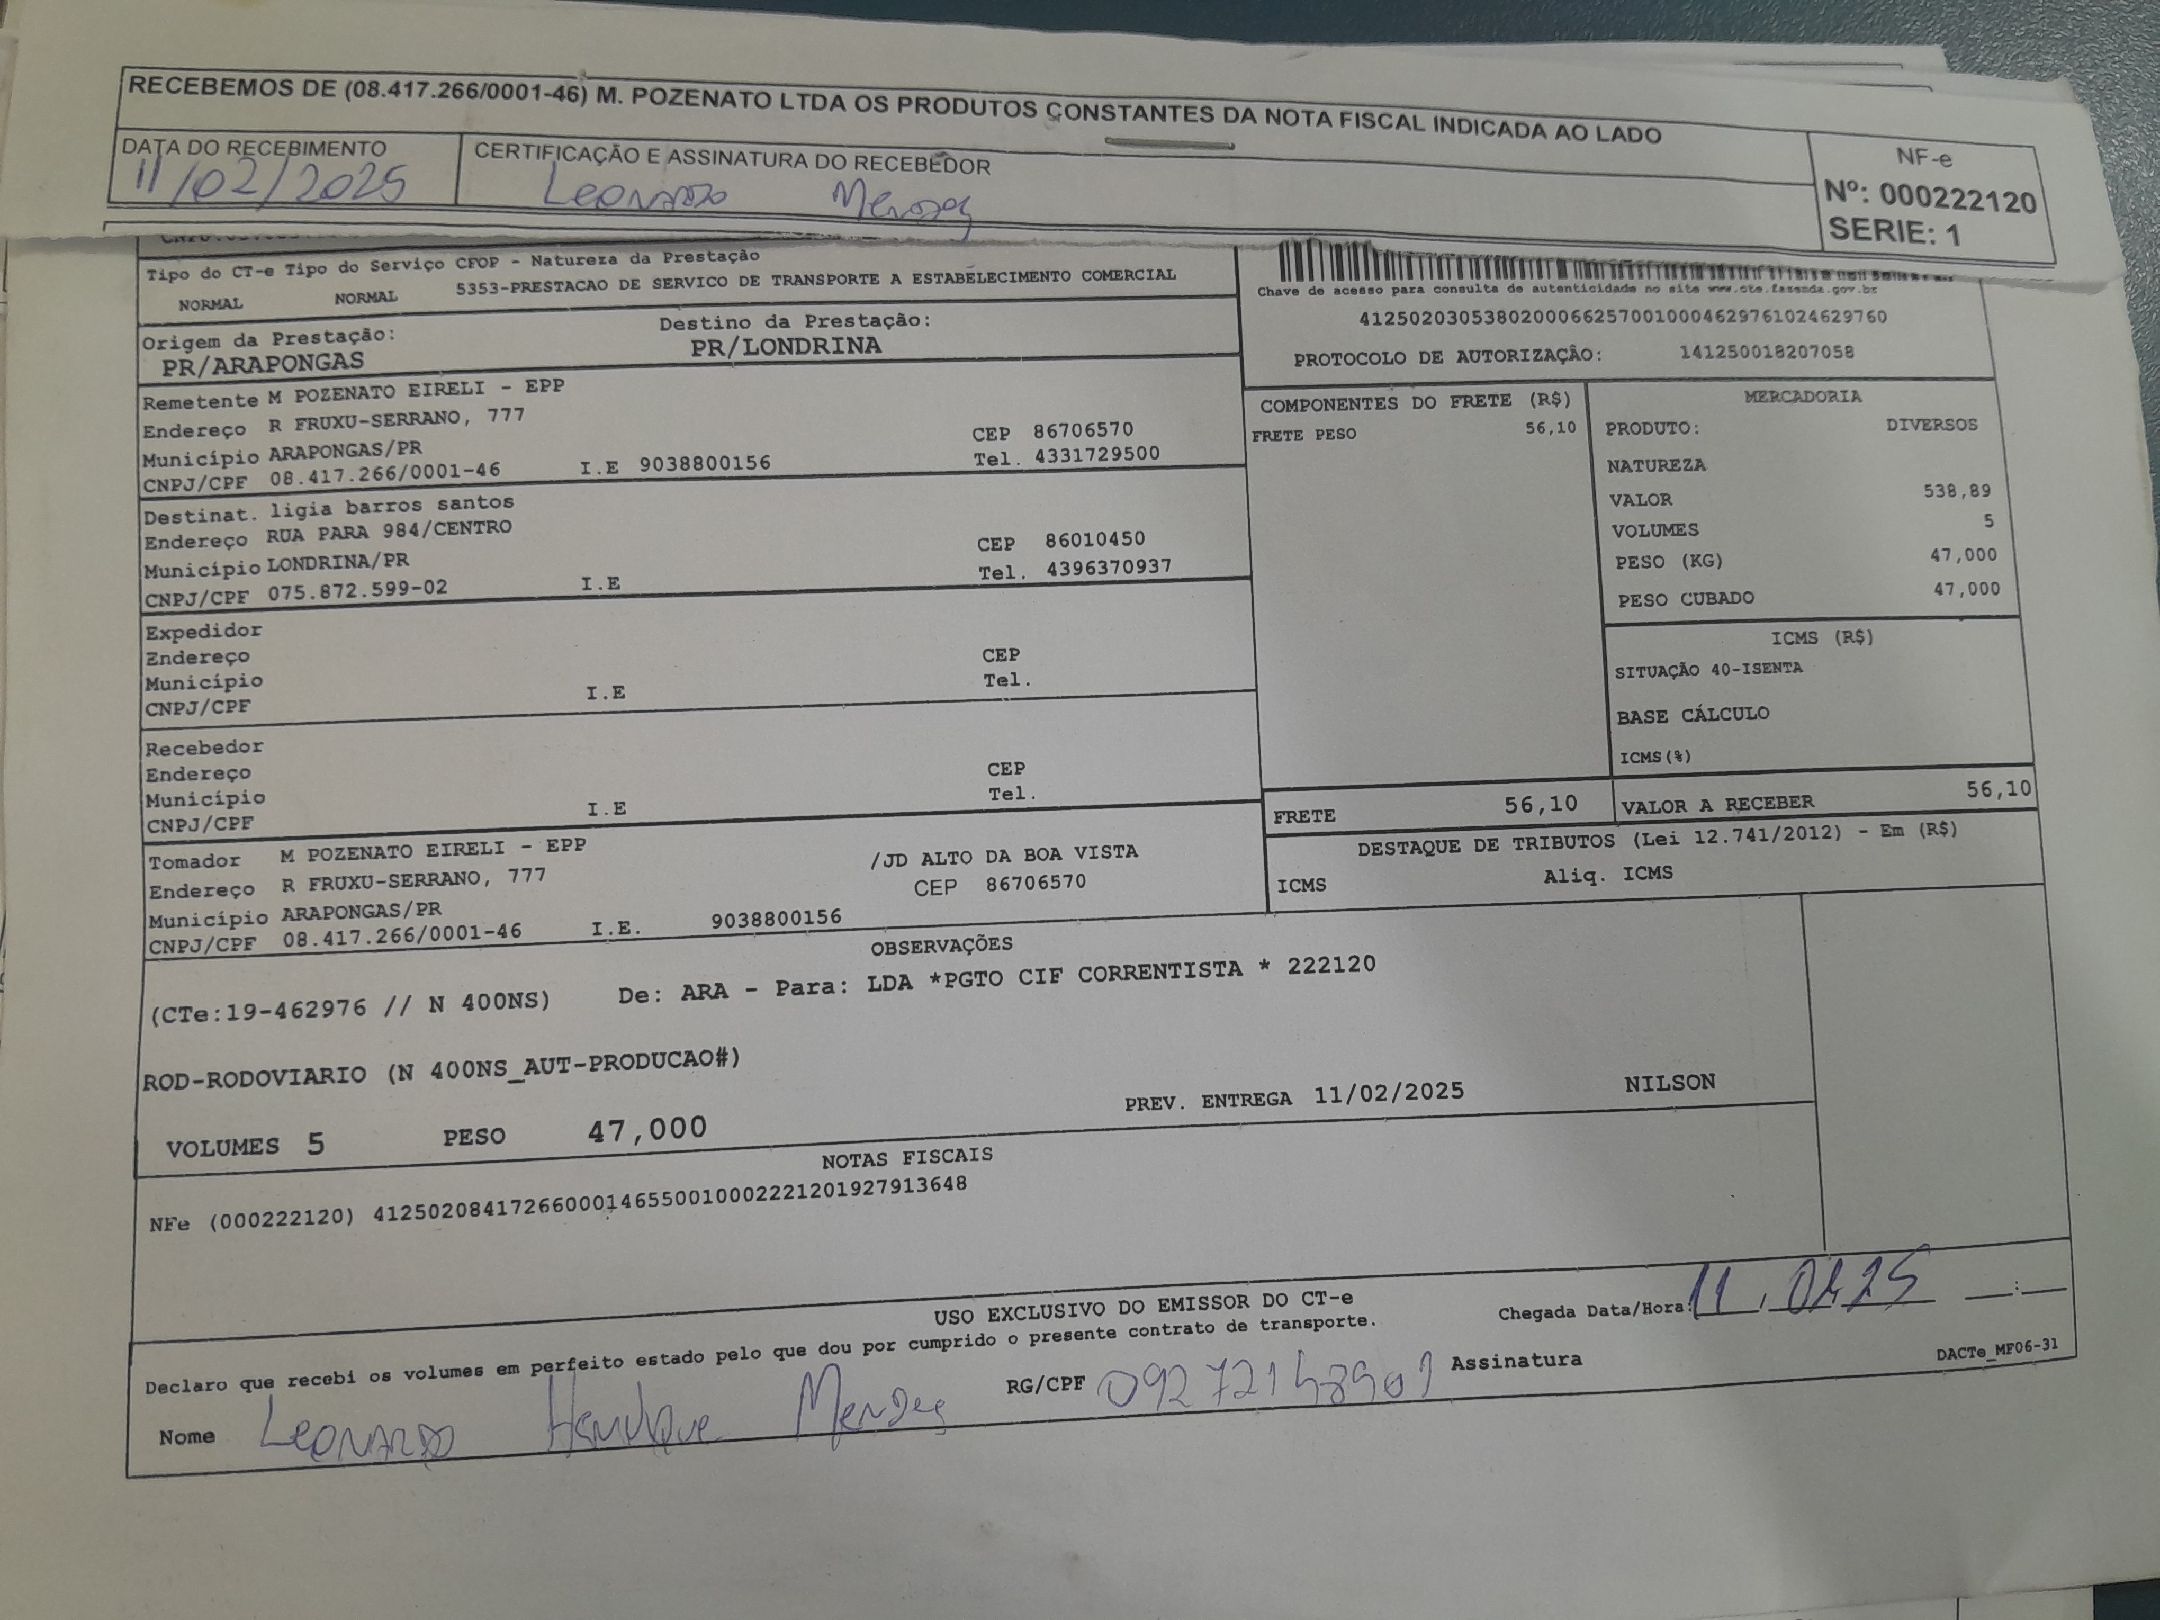 RECEBEMOS DE (08.417.266/0001-46) M. POZENATO LTDA OS PRODUTOS CONSTANTES DA NOTA FISCAL INDICADA AO LADO
DATA DO RECEBIMENTO
11/02/2025
CERTIFICAÇÃO E ASSINATURA DO RECEBEDOR
Leonardo Mendes
NF-e
Nº: 000222120
SERIE: 1
Tipo do CT-e Tipo do Serviço CFOP - Natureza da Prestação
NORMAL NORMAL 5353-PRESTACAO DE SERVICO DE TRANSPORTE A ESTABELECIMENTO COMERCIAL
Chave de acesso para consulta de autenticidade no site www.cte.fazenda.gov.br
41250203053802000662570010004629761024629760
PROTOCOLO DE AUTORIZAÇÃO: 141250018207058
Origem da Prestação: Destino da Prestação:
PR/ARAPONGAS PR/LONDRINA
Remetente M POZENATO EIRELI - EPP
Endereço R FRUXU-SERRANO, 777
Município ARAPONGAS/PR CEP 86706570
CNPJ/CPF 08.417.266/0001-46 I.E 9038800156 Tel. 4331729500
Destinat. ligia barros santos
Endereço RUA PARA 984/CENTRO
Município LONDRINA/PR CEP 86010450
CNPJ/CPF 075.872.599-02 I.E Tel. 4396370937
Expedidor
Endereço
Município CEP
CNPJ/CPF I.E Tel.
Recebedor
Endereço
Município CEP
CNPJ/CPF I.E Tel.
Tomador M POZENATO EIRELI - EPP
Endereço R FRUXU-SERRANO, 777 /JD ALTO DA BOA VISTA
Município ARAPONGAS/PR CEP 86706570
CNPJ/CPF 08.417.266/0001-46 I.E. 9038800156
COMPONENTES DO FRETE (R$)
FRETE PESO 56,10
MERCADORIA
PRODUTO: DIVERSOS
NATUREZA
VALOR 538,89
VOLUMES 5
PESO (KG) 47,000
PESO CUBADO 47,000
ICMS (R$)
SITUAÇÃO 40-ISENTA
BASE CÁLCULO
ICMS(%)
FRETE 56,10
VALOR A RECEBER 56,10
DESTAQUE DE TRIBUTOS (Lei 12.741/2012) - Em (R$)
ICMS Aliq. ICMS
OBSERVAÇÕES
(CTe:19-462976 // N 400NS) De: ARA - Para: LDA *PGTO CIF CORRENTISTA * 222120
ROD-RODOVIARIO (N 400NS_AUT-PRODUCAO#)
PREV. ENTREGA 11/02/2025 NILSON
VOLUMES 5 PESO 47,000
NOTAS FISCAIS
NFe (000222120) 41250208417266000146550010002221201927913648
USO EXCLUSIVO DO EMISSOR DO CT-e
Chegada Data/Hora: 11.02.25 __:__
Declaro que recebi os volumes em perfeito estado pelo que dou por cumprido o presente contrato de transporte.
DACTe_MF06-31
Nome Leonardo Henrique Mendes RG/CPF Assinatura